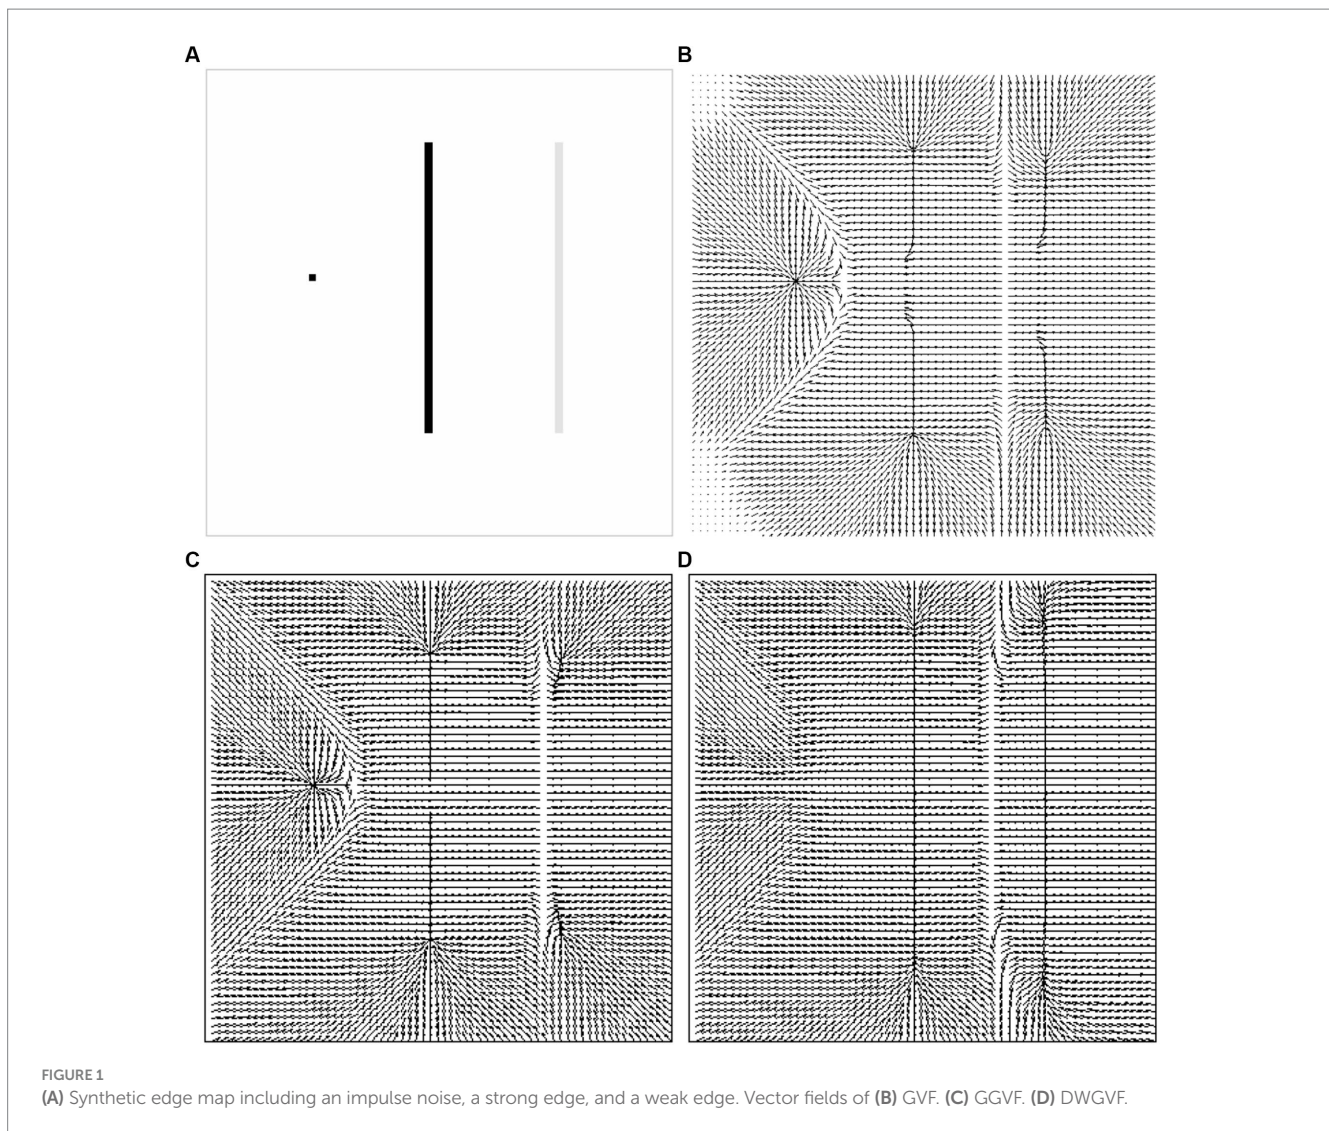 A
B
C
D
FIGURE 1
(A) Synthetic edge map including an impulse noise, a strong edge, and a weak edge. Vector fields of (B) GVF. (C) GGVF. (D) DWGVF.